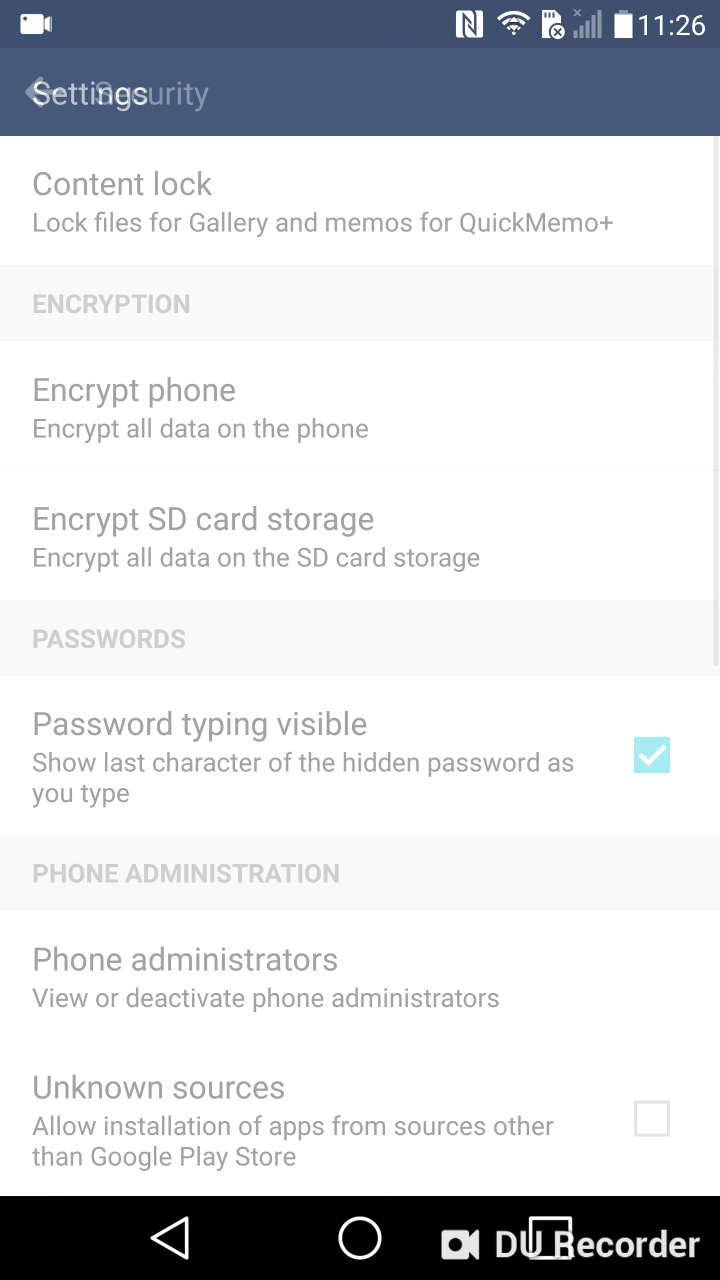 11:26
Settings
Security
Content lock
Lock files for Gallery and memos for QuickMemo+
ENCRYPTION
Encrypt phone
Encrypt all data on the phone
Encrypt SD card storage
Encrypt all data on the SD card storage
PASSWORDS
Password typing visible
Show last character of the hidden password as
you type
PHONE ADMINISTRATION
Phone administrators
View or deactivate phone administrators
Unknown sources
Allow installation of apps from sources other
than Google Play Store
DU Recorder